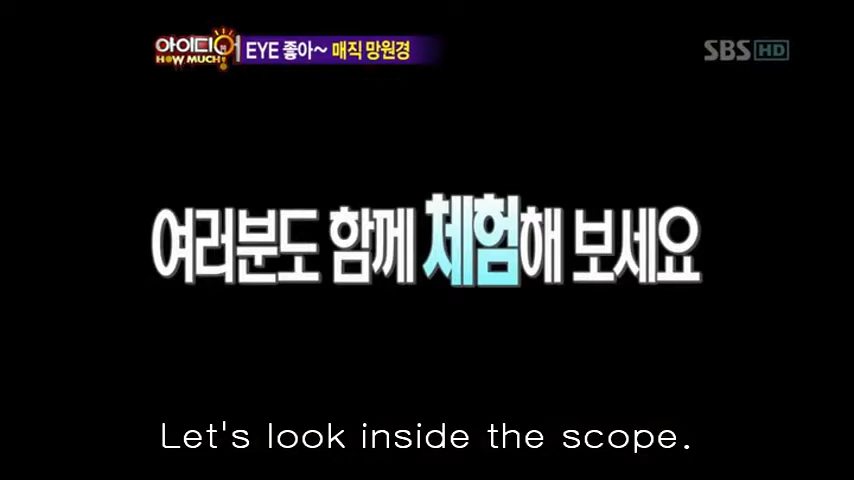 아이디어
HOW MUCH!
EYE 좋아~ 매직 망원경
SBS HD
여러분도 함께 체험해 보세요
Let's look inside the scope.